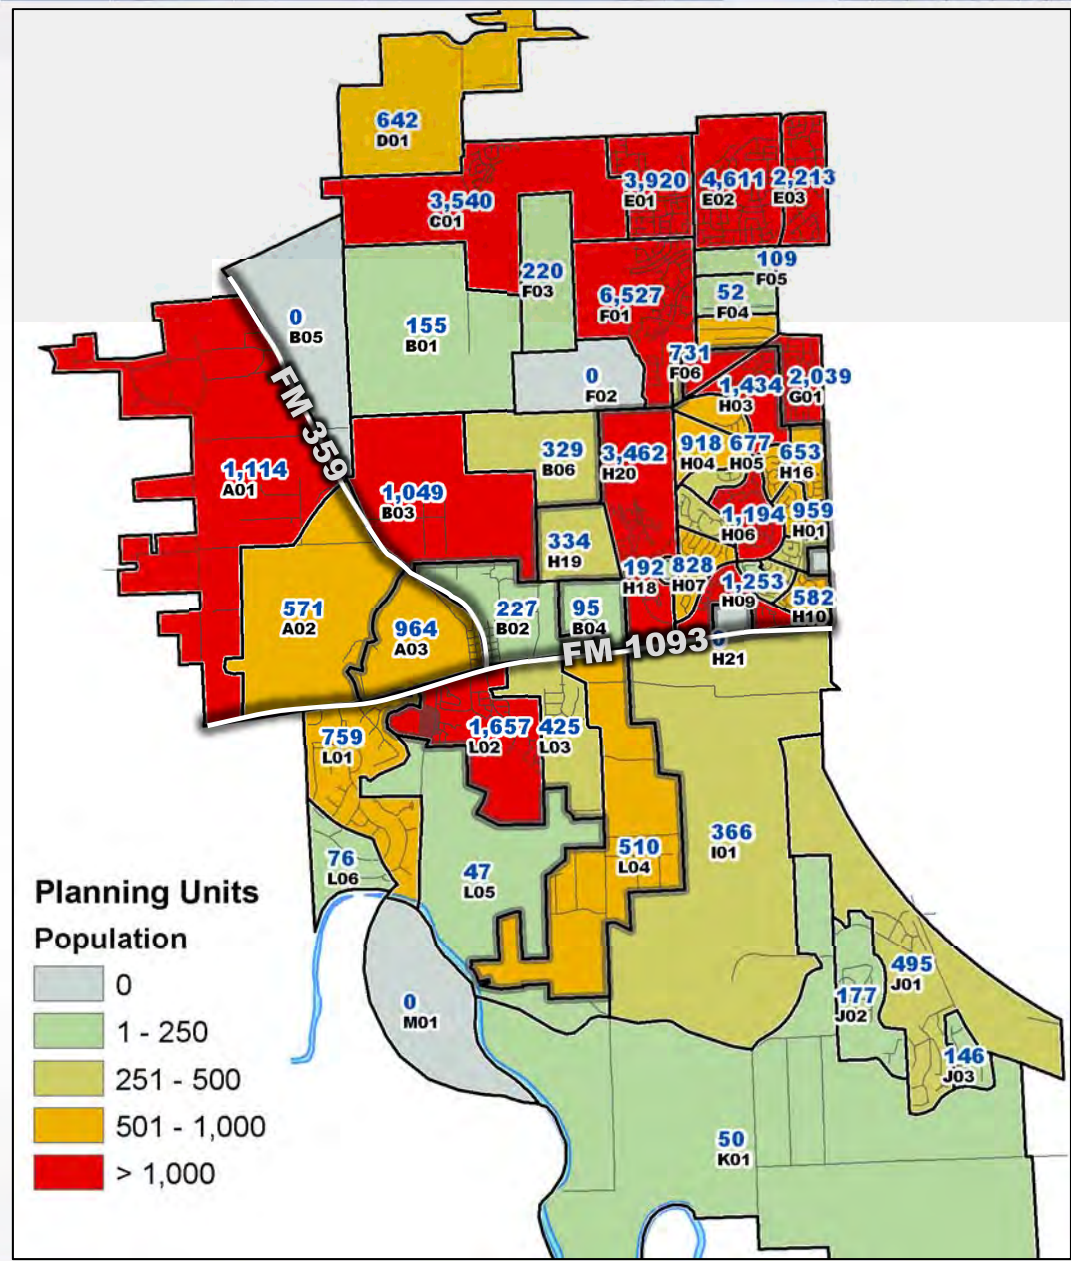 642
D01
3,540
C01
3,920
E01
4,611
E02
2,213
E03
109
F05
220
F03
52
F04
6,527
F01
0
B05
155
B01
731
F06
0
F02
1,434
H03
2,039
G01
FM 359
329
B06
3,462
H20
918
H04
677
H05
653
H16
1,114
A01
1,049
B03
1,194
H06
959
H01
334
H19
192
H18
828
H07
1,253
H09
582
H10
571
A02
964
A03
227
B02
95
B04
FM 1093
0
H21
759
L01
1,657
L02
425
L03
366
I01
510
L04
76
L06
47
L05
495
J01
177
J02
0
M01
146
J03
50
K01
Planning Units
Population
0
1 - 250
251 - 500
501 - 1,000
> 1,000